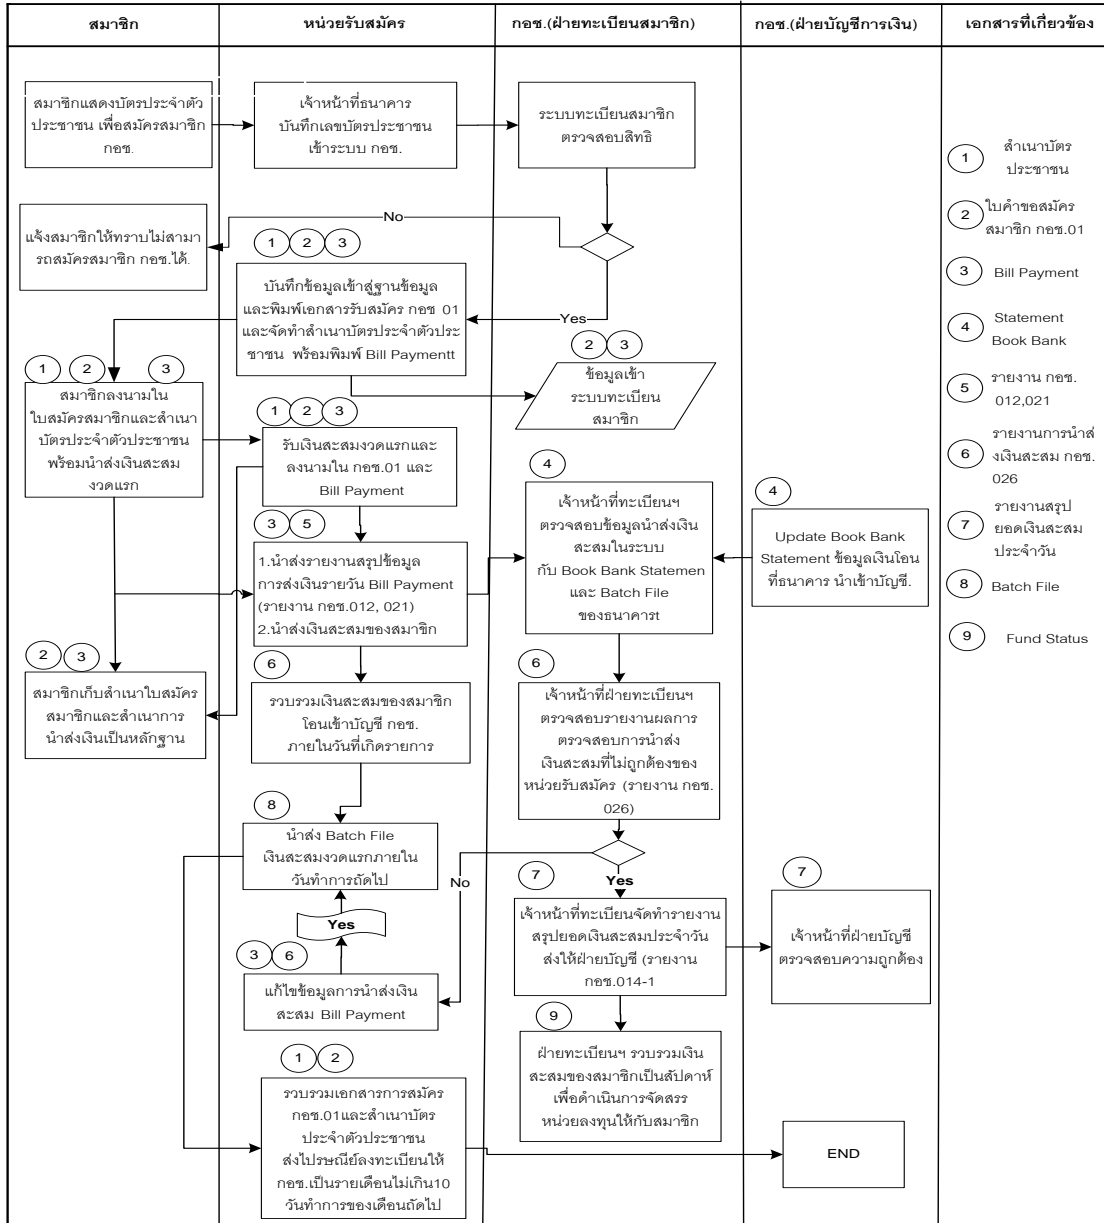 สมาชิก
หน่วยรับสมัคร
กอช.(ฝ่ายทะเบียนสมาชิก)
กอช.(ฝ่ายบัญชีการเงิน)
เอกสารที่เกี่ยวข้อง
สมาชิกแสดงบัตรประจำตัว
ประชาชน เพื่อสมัครสมาชิก
กอช.
เจ้าหน้าที่ธนาคาร
บันทึกเลขบัตรประชาชน
เข้าระบบ กอช.
ระบบทะเบียนสมาชิก
ตรวจสอบสิทธิ
No
แจ้งสมาชิกให้ทราบไม่สามา
รถสมัครสมาชิก กอช.ได้.
1 2 3
บันทึกข้อมูลเข้าสู่ฐานข้อมูล
และพิมพ์เอกสารรับสมัคร กอช 01
และจัดทำสำเนาบัตรประจำตัวประ
ชาชน พร้อมพิมพ์ Bill Paymentt
Yes
2 3
ข้อมูลเข้า
ระบบทะเบียน
สมาชิก
1 2 3
สมาชิกลงนามใน
ใบสมัครสมาชิกและสำเนา
บัตรประจำตัวประชาชน
พร้อมนำส่งเงินสะสม
งวดแรก
1 2 3
รับเงินสะสมงวดแรกและ
ลงนามใน กอช.01 และ
Bill Payment
4
เจ้าหน้าที่ทะเบียนฯ
ตรวจสอบข้อมูลนำส่งเงิน
สะสมในระบบ
กับ Book Bank Statemen
และ Batch File
ของธนาคารt
4
Update Book Bank
Statement ข้อมูลเงินโอน
ที่ธนาคาร นำเข้าบัญชี.
3 5
1.นำส่งรายงานสรุปข้อมูล
การส่งเงินรายวัน Bill Payment
(รายงาน กอช.012, 021)
2.นำส่งเงินสะสมของสมาชิก
2 3
สมาชิกเก็บสำเนาใบสมัคร
สมาชิกและสำเนาการ
นำส่งเงินเป็นหลักฐาน
6
รวบรวมเงินสะสมของสมาชิก
โอนเข้าบัญชี กอช.
ภายในวันที่เกิดรายการ
6
เจ้าหน้าที่ฝ่ายทะเบียนฯ
ตรวจสอบรายงานผลการ
ตรวจสอบการนำส่ง
เงินสะสมที่ไม่ถูกต้องของ
หน่วยรับสมัคร (รายงาน กอช.
026)
8
นำส่ง Batch File
เงินสะสมงวดแรกภายใน
วันทำการถัดไป
No
Yes
Yes
7
เจ้าหน้าที่ทะเบียนจัดทำรายงาน
สรุปยอดเงินสะสมประจำวัน
ส่งให้ฝ่ายบัญชี (รายงาน
กอช.014-1
7
เจ้าหน้าที่ฝ่ายบัญชี
ตรวจสอบความถูกต้อง
3 6
แก้ไขข้อมูลการนำส่งเงิน
สะสม Bill Payment
9
ฝ่ายทะเบียนฯ รวบรวมเงิน
สะสมของสมาชิกเป็นสัปดาห์
เพื่อดำเนินการจัดสรร
หน่วยลงทุนให้กับสมาชิก
1 2
รวบรวมเอกสารการสมัคร
กอช.01และสำเนาบัตร
ประจำตัวประชาชน
ส่งไปรษณีย์ลงทะเบียนให้
กอช.เป็นรายเดือนไม่เกิน10
วันทำการของเดือนถัดไป
END
1 สำเนาบัตร
ประชาชน
2 ใบคำขอสมัคร
สมาชิก กอช.01
3 Bill Payment
4 Statement
Book Bank
5 รายงาน กอช.
012,021
6 รายงานการนำส่
งเงินสะสม กอช.
026
7 รายงานสรุป
ยอดเงินสะสม
ประจำวัน
8 Batch File
9 Fund Status